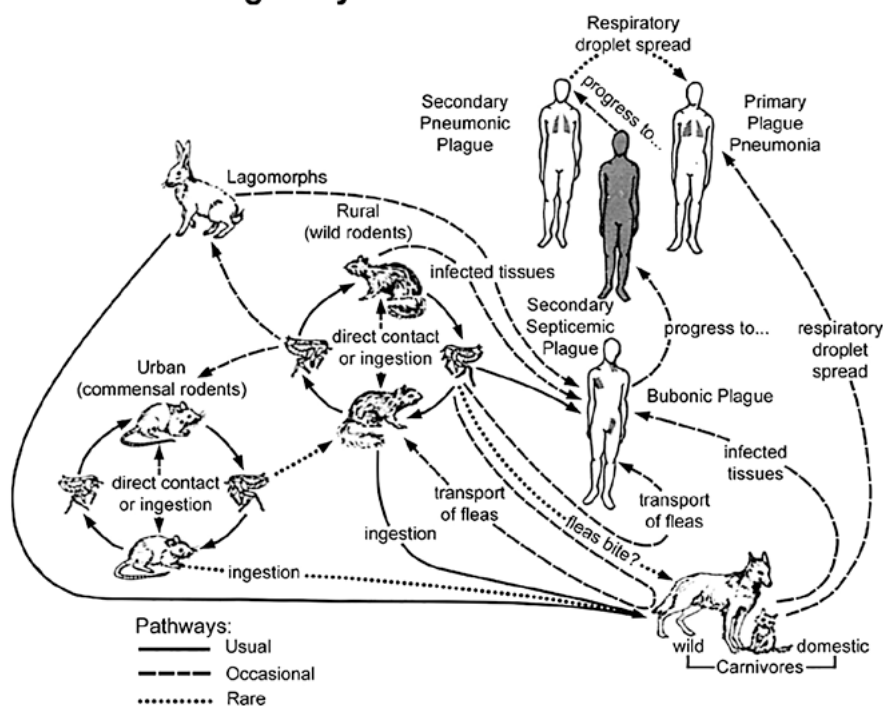 Respiratory
droplet spread
progress to...
Secondary
Pneumonic
Plague
Primary
Plague
Pneumonia
Lagomorphs
Rural
(wild rodents)
infected tissues
direct contact
or ingestion
Secondary
Septicemic
Plague
progress to...
respiratory
droplet
spread
Urban
(commensal rodents)
Bubonic Plague
direct contact
or ingestion
infected
tissues
transport
of fleas
transport
of fleas
ingestion
fleas bite?
ingestion
Pathways:
Usual
Occasional
Rare
wild
domestic
Carnivores